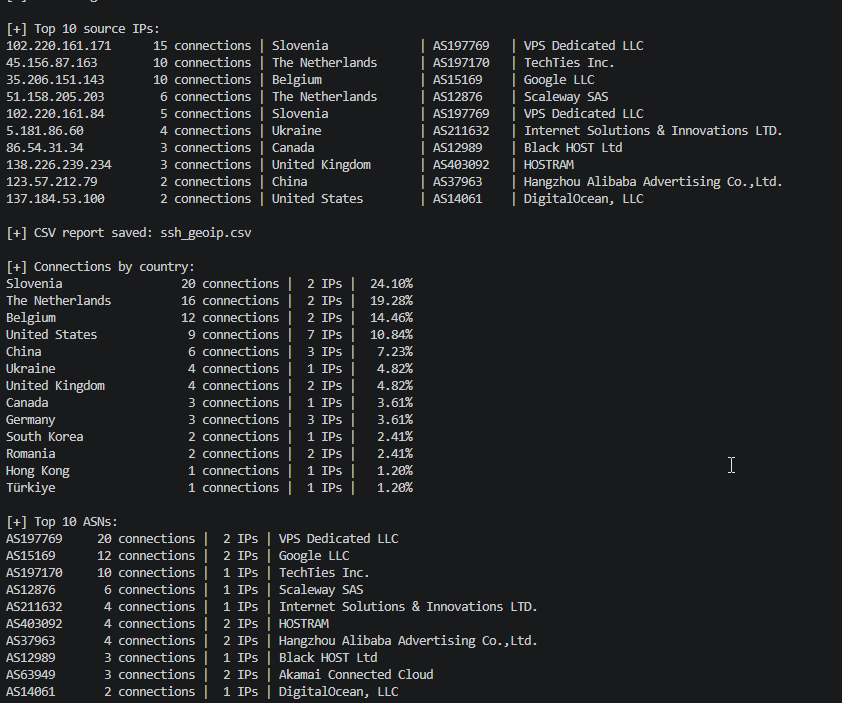 [+] Top 10 source IPs:
102.220.161.171      15 connections | Slovenia             | AS197769   | VPS Dedicated LLC
45.156.87.163        10 connections | The Netherlands      | AS197170   | TechTies Inc.
35.206.151.143       10 connections | Belgium              | AS15169    | Google LLC
51.158.205.203        6 connections | The Netherlands      | AS12876    | Scaleway SAS
102.220.161.84        5 connections | Slovenia             | AS197769   | VPS Dedicated LLC
5.181.86.60           4 connections | Ukraine              | AS211632   | Internet Solutions & Innovations LTD.
86.54.31.34           3 connections | Canada               | AS12989    | Black HOST Ltd
138.226.239.234       3 connections | United Kingdom       | AS403092   | HOSTRAM
123.57.212.79         2 connections | China                | AS37963    | Hangzhou Alibaba Advertising Co.,Ltd.
137.184.53.100        2 connections | United States        | AS14061    | DigitalOcean, LLC
[+] CSV report saved: ssh_geoip.csv
[+] Connections by country:
Slovenia                 20 connections |  2 IPs |  24.10%
The Netherlands          16 connections |  2 IPs |  19.28%
Belgium                  12 connections |  2 IPs |  14.46%
United States             9 connections |  7 IPs |  10.84%
China                     6 connections |  3 IPs |   7.23%
Ukraine                   4 connections |  1 IPs |   4.82%
United Kingdom            4 connections |  2 IPs |   4.82%
Canada                    3 connections |  1 IPs |   3.61%
Germany                   3 connections |  3 IPs |   3.61%
South Korea               2 connections |  1 IPs |   2.41%
Romania                   2 connections |  2 IPs |   2.41%
Hong Kong                 1 connections |  1 IPs |   1.20%
Türkiye                   1 connections |  1 IPs |   1.20%
[+] Top 10 ASNs:
AS197769     20 connections |  2 IPs | VPS Dedicated LLC
AS15169      12 connections |  2 IPs | Google LLC
AS197170     10 connections |  1 IPs | TechTies Inc.
AS12876       6 connections |  1 IPs | Scaleway SAS
AS211632      4 connections |  1 IPs | Internet Solutions & Innovations LTD.
AS403092      4 connections |  2 IPs | HOSTRAM
AS37963       4 connections |  2 IPs | Hangzhou Alibaba Advertising Co.,Ltd.
AS12989       3 connections |  1 IPs | Black HOST Ltd
AS63949       3 connections |  2 IPs | Akamai Connected Cloud
AS14061       2 connections |  1 IPs | DigitalOcean, LLC